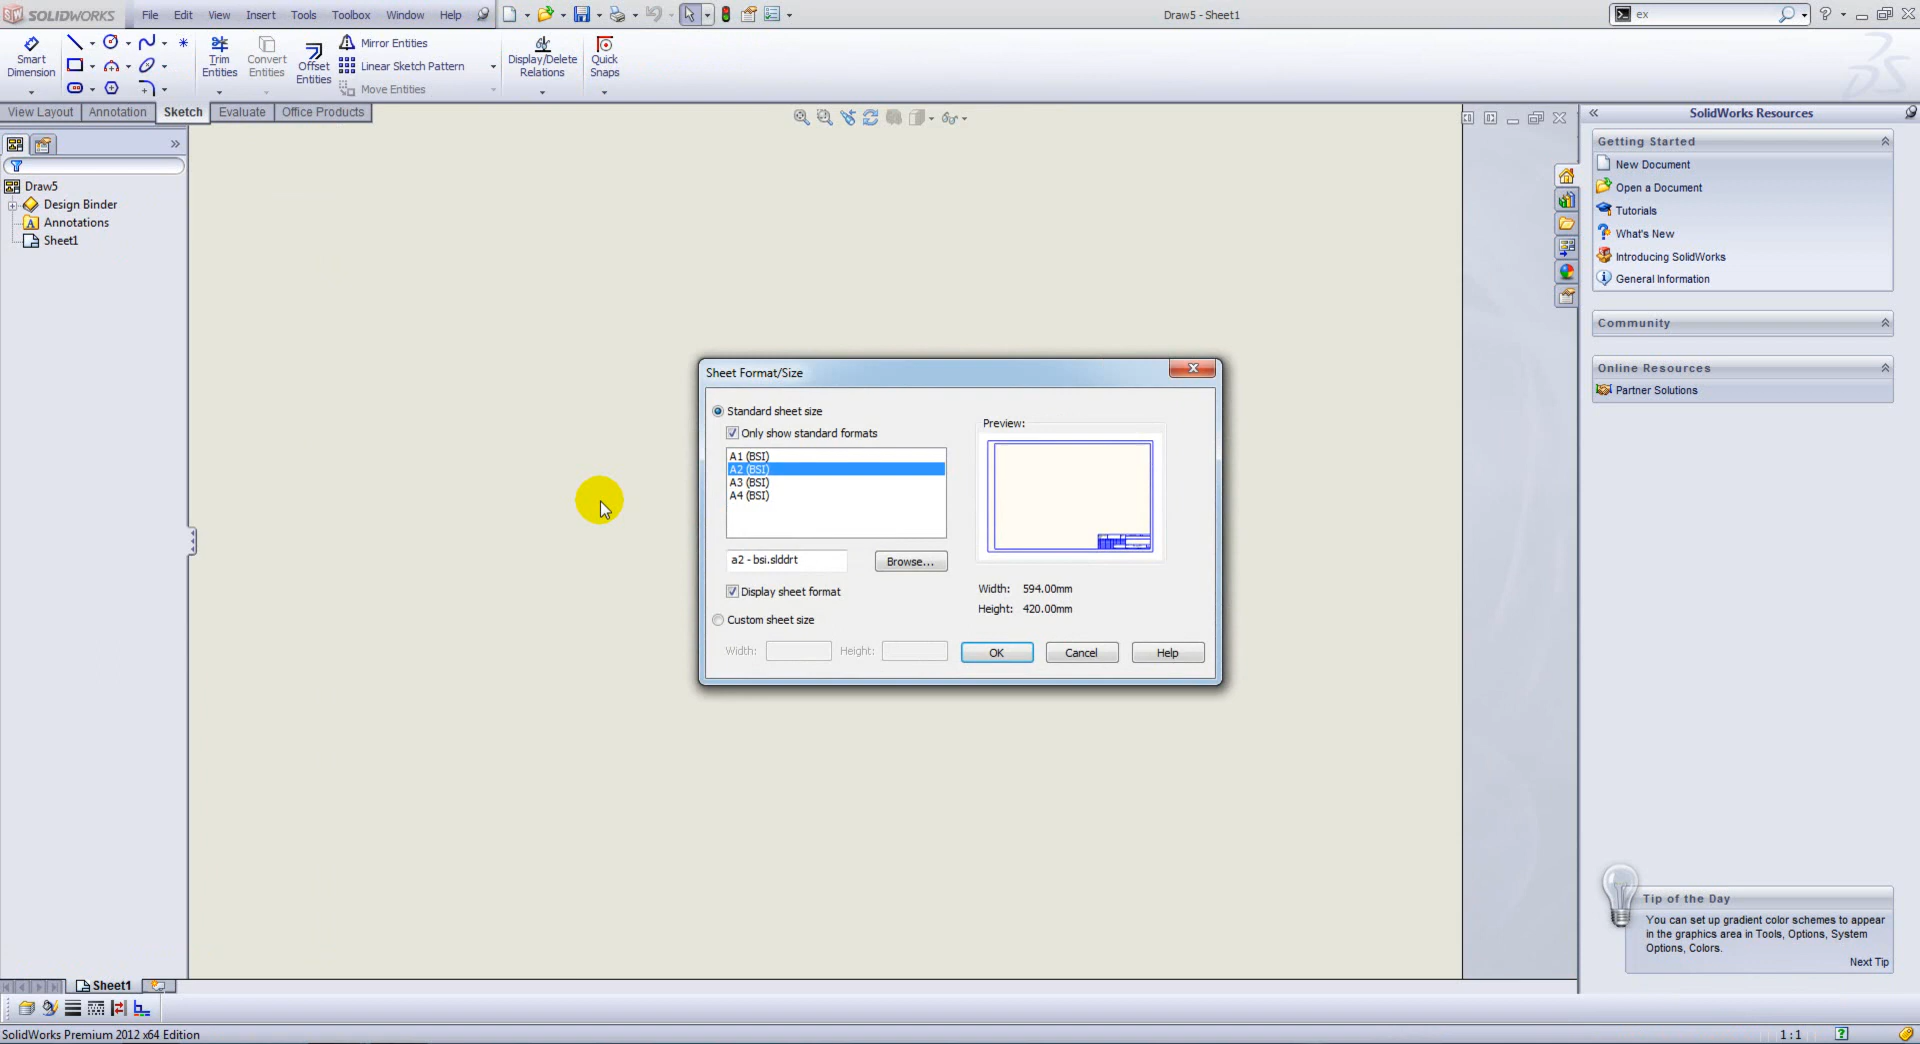 SOLIDWORKS File Edit View Insert Tools Toolbox Window Help Draw5 - Sheet1 ex
Smart Dimension
Trim Entities
Convert Entities
Offset Entities
Mirror Entities
Linear Sketch Pattern
Move Entities
Display/Delete Relations
Quick Snaps
View Layout Annotation Sketch Evaluate Office Products
Draw5
Design Binder
Annotations
Sheet1
Sheet Format/Size
Standard sheet size
Only show standard formats
A1 (BSI)
A2 (BSI)
A3 (BSI)
A4 (BSI)
a2 - bsi.slddrt Browse...
Display sheet format
Custom sheet size
Width: Height:
Preview:
Width: 594.00mm
Height: 420.00mm
OK Cancel Help
SolidWorks Resources
Getting Started
New Document
Open a Document
Tutorials
What's New
Introducing SolidWorks
General Information
Community
Online Resources
Partner Solutions
Tip of the Day
You can set up gradient color schemes to appear
in the graphics area in Tools, Options, System
Options, Colors.
Next Tip
Sheet1
SolidWorks Premium 2012 x64 Edition 1:1